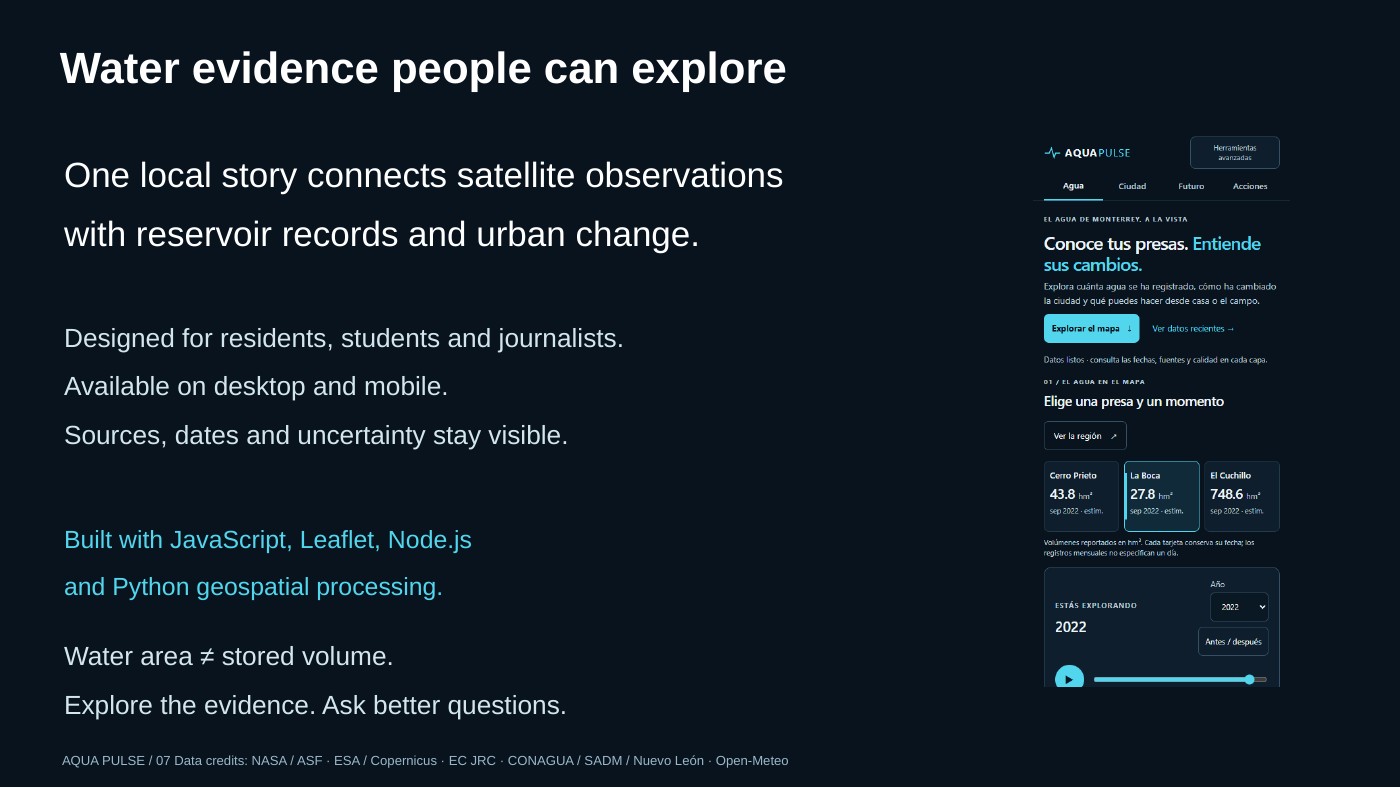 Water evidence people can explore
One local story connects satellite observations
with reservoir records and urban change.
Designed for residents, students and journalists.
Available on desktop and mobile.
Sources, dates and uncertainty stay visible.
Built with JavaScript, Leaflet, Node.js
and Python geospatial processing.
Water area ≠ stored volume.
Explore the evidence. Ask better questions.
AQUA PULSE / 07 Data credits: NASA / ASF · ESA / Copernicus · EC JRC · CONAGUA / SADM / Nuevo León · Open-Meteo
AQUAPULSE
Herramientas
avanzadas
Agua Ciudad Futuro Acciones
EL AGUA DE MONTERREY, A LA VISTA
Conoce tus presas. Entiende
sus cambios.
Explora cuánta agua se ha registrado, cómo ha cambiado
la ciudad y qué puedes hacer desde casa o el campo.
Explorar el mapa ↓ Ver datos recientes →
Datos listos · consulta las fechas, fuentes y calidad en cada capa.
01 / EL AGUA EN EL MAPA
Elige una presa y un momento
Ver la región ↗
Cerro Prieto La Boca El Cuchillo
43.8 hm³ 27.8 hm³ 748.6 hm³
sep 2022 · estim. sep 2022 · estim. sep 2022 · estim.
Volúmenes reportados en hm³. Cada tarjeta conserva su fecha; los
registros mensuales no especifican un día.
Año
ESTÁS EXPLORANDO
2022
2022
Antes / después